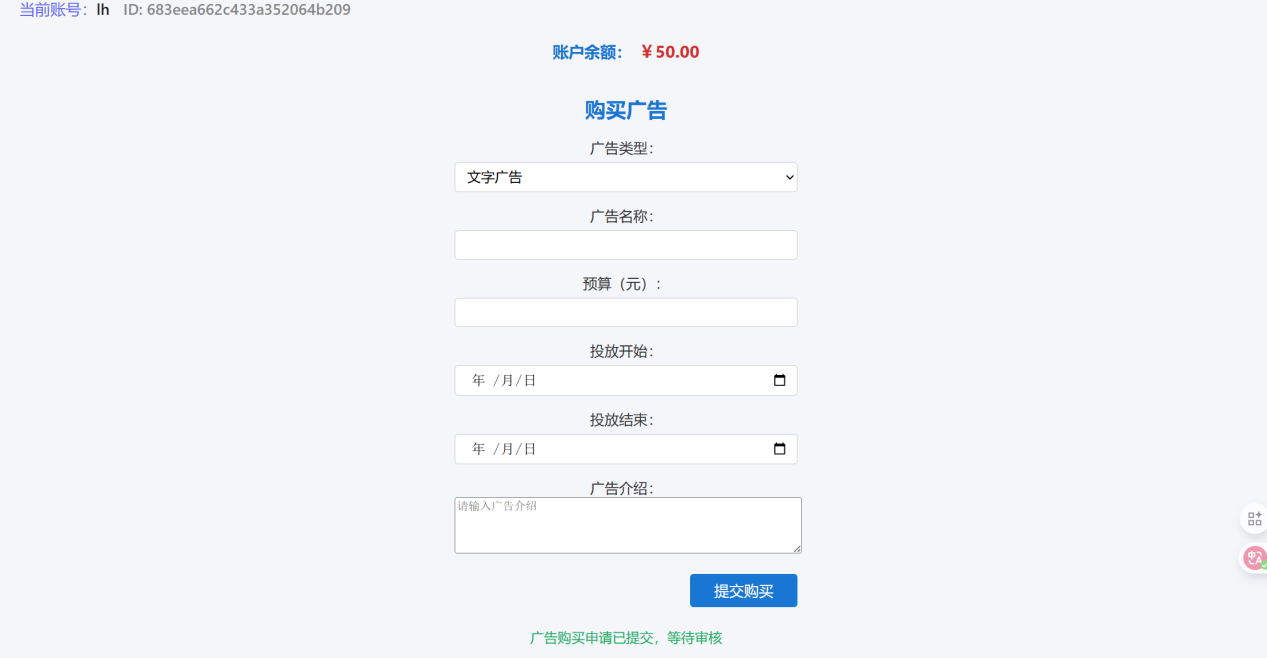 当前账号：lh ID: 683eea662c433a352064b209
账户余额： ￥50.00
购买广告
广告类型：
文字广告
广告名称：
预算（元）：
投放开始：
年 /月/日
投放结束：
年 /月/日
广告介绍：
请输入广告介绍
提交购买
广告购买申请已提交，等待审核
中A